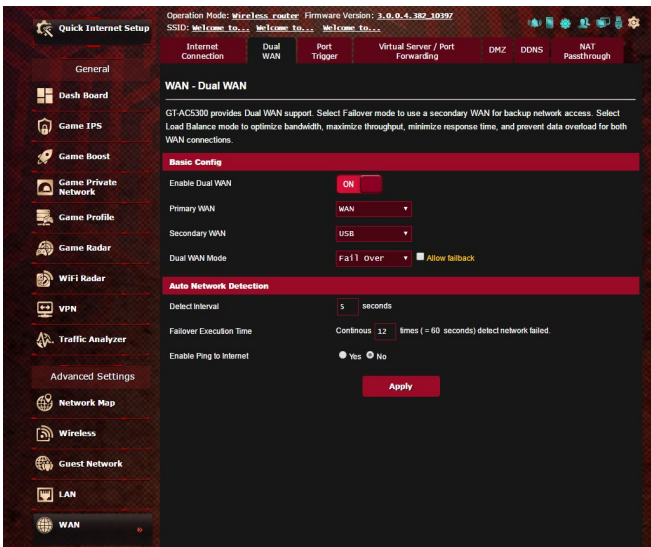 Quick Internet Setup
Operation Mode: Wireless router Firmware Version: 3.0.0.4.382_10397
SSID: Welcome to... Welcome to... Welcome to...
Internet Connection
Dual WAN
Port Trigger
Virtual Server / Port Forwarding
DMZ
DDNS
NAT Passthrough
General
Dash Board
Game IPS
Game Boost
Game Private Network
Game Profile
Game Radar
WiFi Radar
VPN
Traffic Analyzer
Advanced Settings
Network Map
Wireless
Guest Network
LAN
WAN
WAN - Dual WAN
GT-AC5300 provides Dual WAN support. Select Failover mode to use a secondary WAN for backup network access. Select
Load Balance mode to optimize bandwidth, maximize throughput, minimize response time, and prevent data overload for both
WAN connections.
Basic Config
Enable Dual WAN ON
Primary WAN WAN
Secondary WAN USB
Dual WAN Mode Fail Over Allow failback
Auto Network Detection
Detect Interval 5 seconds
Failover Execution Time Continous 12 times ( = 60 seconds) detect network failed.
Enable Ping to Internet Yes No
Apply